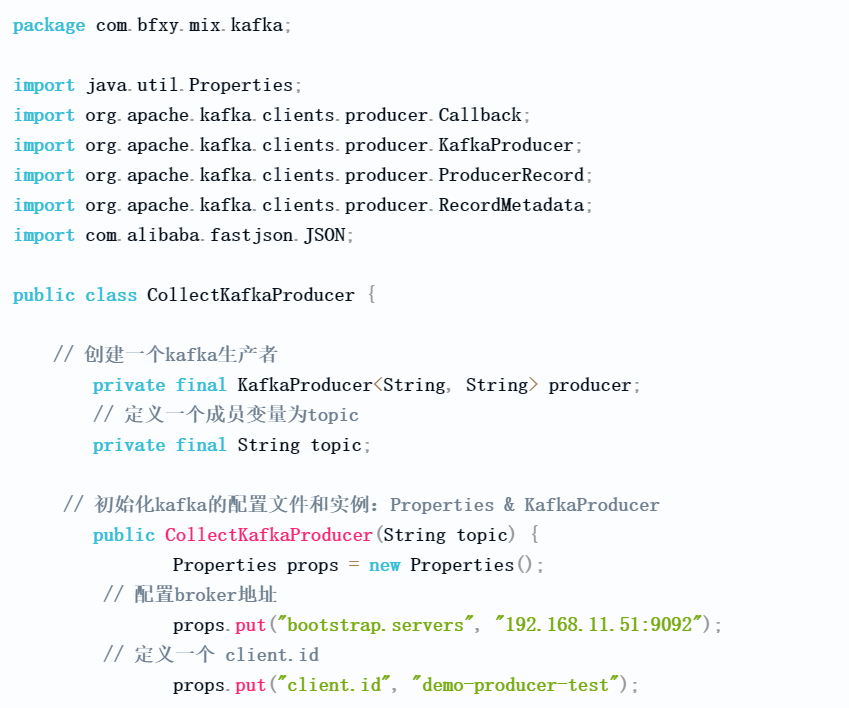 package com.bfxy.mix.kafka;
import java.util.Properties;
import org.apache.kafka.clients.producer.Callback;
import org.apache.kafka.clients.producer.KafkaProducer;
import org.apache.kafka.clients.producer.ProducerRecord;
import org.apache.kafka.clients.producer.RecordMetadata;
import com.alibaba.fastjson.JSON;
public class CollectKafkaProducer {
// 创建一个kafka生产者
private final KafkaProducer<String, String> producer;
// 定义一个成员变量为topic
private final String topic;
// 初始化kafka的配置文件和实例：Properties & KafkaProducer
public CollectKafkaProducer(String topic) {
Properties props = new Properties();
// 配置broker地址
props.put("bootstrap.servers", "192.168.11.51:9092");
// 定义一个 client.id
props.put("client.id", "demo-producer-test");